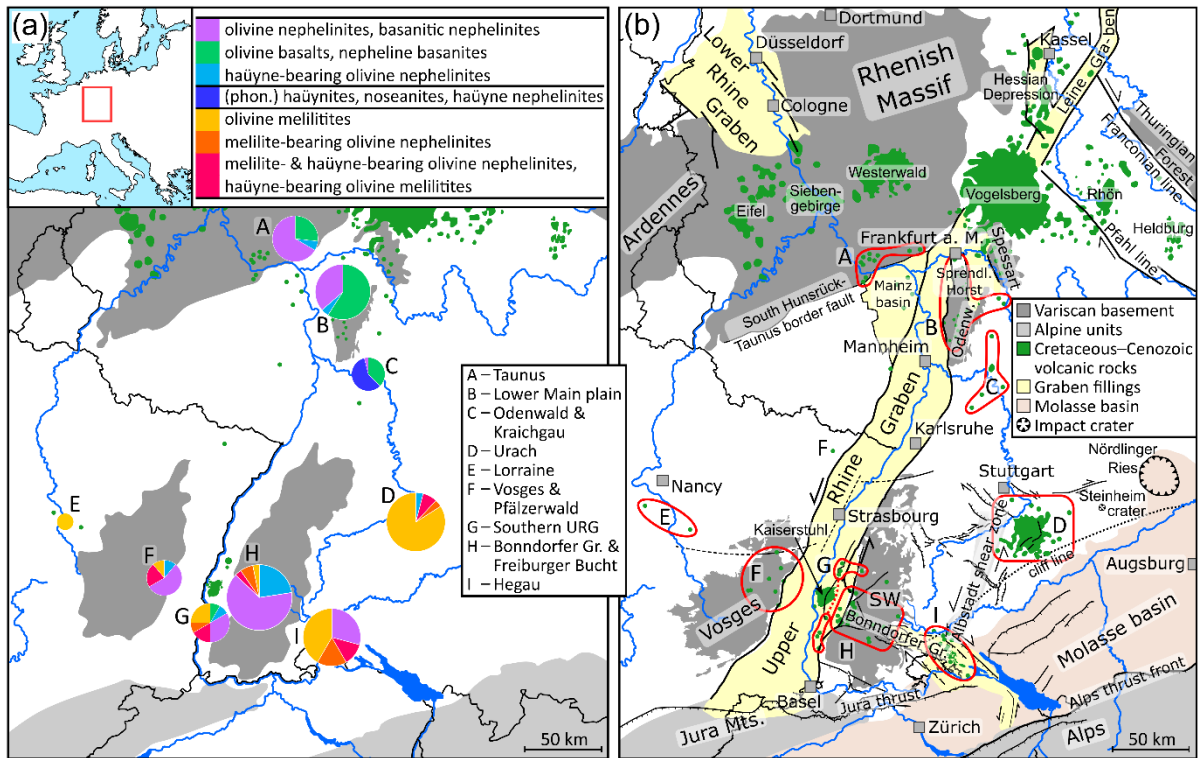 (a)
olivine nephelinites, basanitic nephelinites
olivine basalts, nepheline basanites
haüyne-bearing olivine nephelinites
(phon.) haüynites, noseanites, haüyne nephelinites
olivine melilitites
melilite-bearing olivine nephelinites
melilite- & haüyne-bearing olivine nephelinites,
haüyne-bearing olivine melilitites
A
B
C
D
E
F
G
H
I
A – Taunus
B – Lower Main plain
C – Odenwald &
Kraichgau
D – Urach
E – Lorraine
F – Vosges &
Pfälzerwald
G – Southern URG
H – Bonndorfer Gr. &
Freiburger Bucht
I – Hegau
50 km
(b)
Dortmund
Düsseldorf
Lower
Rhine
Graben
Cologne
Rhenish
Massif
Kassel
Hessian
Depression
Leine Graben
Thuringian
Forest
Franconian line
Ardennes
Eifel
Sieben-
gebirge
Westerwald
Vogelsberg
Rhön
Heldburg
Pfahl line
Frankfurt a. M.
Spessart
A
South Hunsrück-
Taunus border fault
Mainz
basin
Sprendl.
Horst
B
Odenw.
Mannheim
C
Variscan basement
Alpine units
Cretaceous–Cenozoic
volcanic rocks
Graben fillings
Molasse basin
Impact crater
Karlsruhe
F
Nancy
E
Upper
Rhine
Graben
Strasbourg
Kaiserstuhl
Stuttgart
Nördlinger
Ries
Steinheim
crater
D
cliff line
Albstadt shear zone
Augsburg
F
Vosges
G
SW
H
Bonndorfer
Gr.
I
Molasse basin
Basel
Jura thrust
Jura Mts.
Zürich
Alps thrust front
Alps
50 km